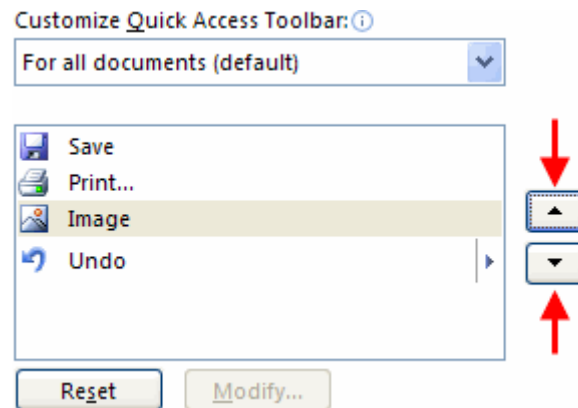 Customize Quick Access Toolbar:
For all documents (default)
Save
Print...
Image
Undo
Reset
Modify...